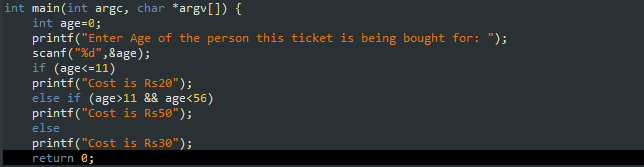 int main(int argc, char *argv[]) {
int age=0;
printf("Enter Age of the person this ticket is being bought for: ");
scanf("%d",&age);
if (age<=11)
printf("Cost is Rs20");
else if (age>11 && age<56)
printf("Cost is Rs50");
else
printf("Cost is Rs30");
return 0;